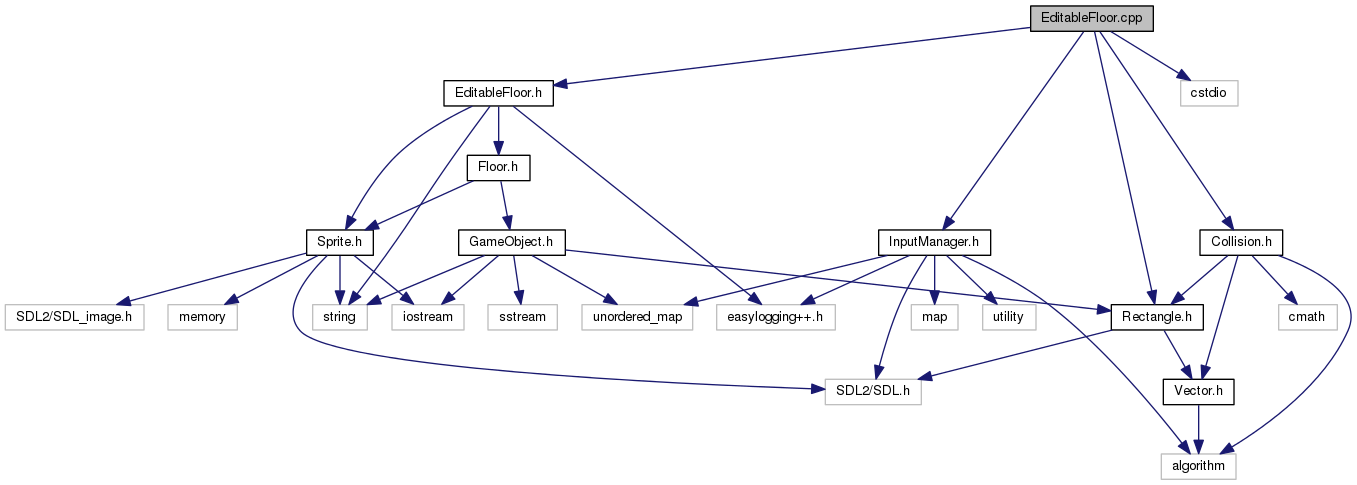 EditableFloor.cpp
EditableFloor.h
cstdio
Floor.h
Sprite.h
GameObject.h
InputManager.h
Collision.h
SDL2/SDL_image.h
memory
string
iostream
sstream
unordered_map
easylogging++.h
map
utility
Rectangle.h
cmath
SDL2/SDL.h
Vector.h
algorithm